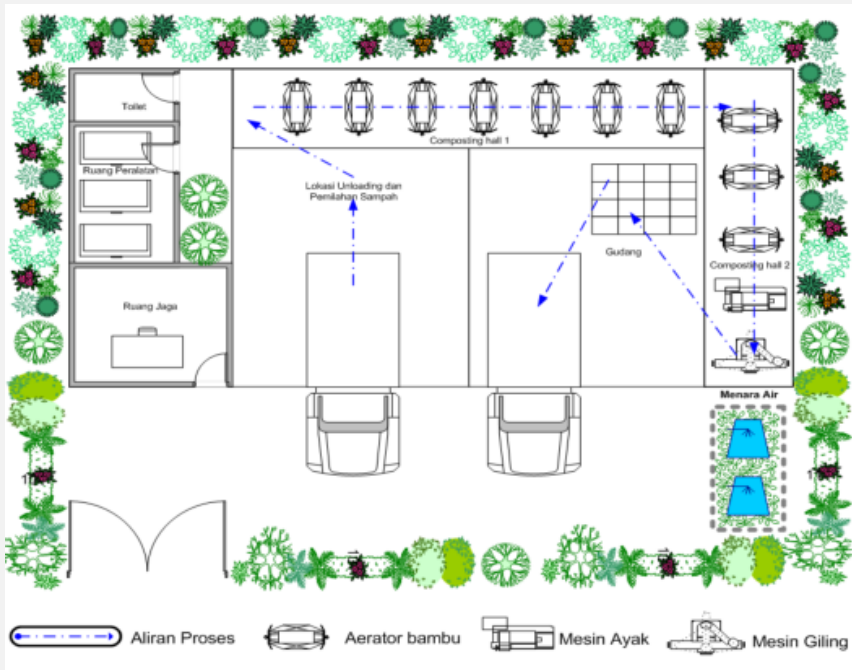 Toilet
Composting hall 1
Ruang Peralatan
Lokasi Unloading dan
Pemilahan Sampah
Gudang
Composting hall 2
Ruang Jaga
Menara Air
Aliran Proses
Aerator bambu
Mesin Ayak
Mesin Giling